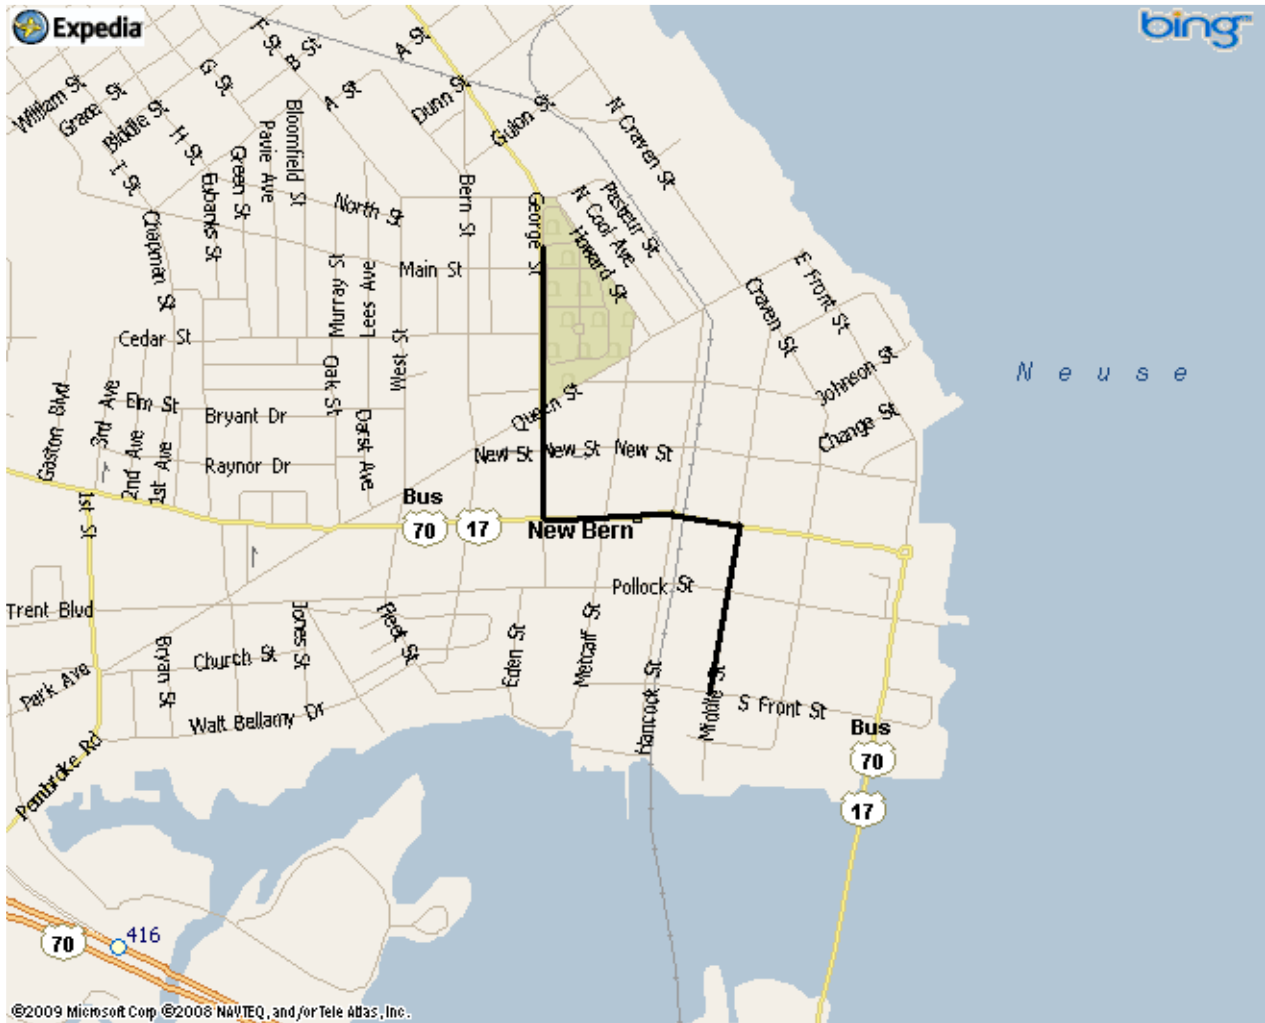 Expedia
bing
F St
B St
A St
G St
A St
Dunn St
Guion St
N Craven St
William St
Grace St
Biddle St
H St
I St
Bloomfield St
Pavie Ave
Green St
Eubanks St
Chapman St
North St
Bern St
George St
Pasteur St
N Cool Ave
Howard St
Main St
Murray St
Lees Ave
West St
Cedar St
E Front St
Craven St
Johnson St
Change St
N e u s e
Gaston Blvd
3rd Ave
2nd Ave
1st Ave
Elm St
Bryant Dr
Raynor Dr
Oak St
Darst Ave
Queen St
New St
New St
New St
1st St
Bus
70
17
New Bern
Pollock St
Trent Blvd
Jones St
Fleet St
Eden St
Metcalf St
Hancock St
Middle St
S Front St
Bryan St
Church St
Park Ave
Walt Bellamy Dr
Pembroke Rd
Bus
70
17
416
70
©2009 Microsoft Corp ©2008 NAVTEQ, and/or Tele Atlas, Inc.